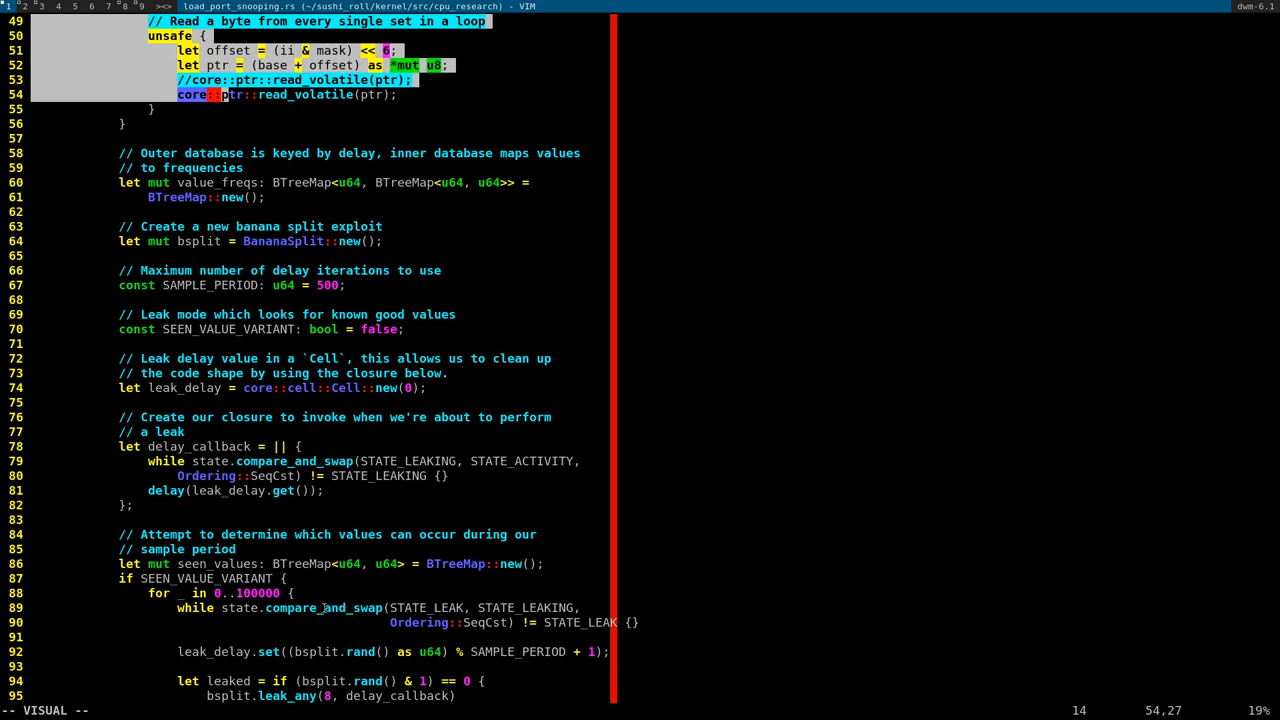 1 2 3 4 5 6 7 8 9 ><> load_port_snooping.rs (~/sushi_roll/kernel/src/cpu_research) - VIM dwm-6.1
49 // Read a byte from every single set in a loop
50 unsafe {
51 let offset = (ii & mask) << 6;
52 let ptr = (base + offset) as *mut u8;
53 //core::ptr::read_volatile(ptr);
54 core::ptr::read_volatile(ptr);
55 }
56 }
57
58 // Outer database is keyed by delay, inner database maps values
59 // to frequencies
60 let mut value_freqs: BTreeMap<u64, BTreeMap<u64, u64>> =
61 BTreeMap::new();
62
63 // Create a new banana split exploit
64 let mut bsplit = BananaSplit::new();
65
66 // Maximum number of delay iterations to use
67 const SAMPLE_PERIOD: u64 = 500;
68
69 // Leak mode which looks for known good values
70 const SEEN_VALUE_VARIANT: bool = false;
71
72 // Leak delay value in a `Cell`, this allows us to clean up
73 // the code shape by using the closure below.
74 let leak_delay = core::cell::Cell::new(0);
75
76 // Create our closure to invoke when we're about to perform
77 // a leak
78 let delay_callback = || {
79 while state.compare_and_swap(STATE_LEAKING, STATE_ACTIVITY,
80 Ordering::SeqCst) != STATE_LEAKING {}
81 delay(leak_delay.get());
82 };
83
84 // Attempt to determine which values can occur during our
85 // sample period
86 let mut seen_values: BTreeMap<u64, u64> = BTreeMap::new();
87 if SEEN_VALUE_VARIANT {
88 for _ in 0..100000 {
89 while state.compare_and_swap(STATE_LEAK, STATE_LEAKING,
90 Ordering::SeqCst) != STATE_LEAK {}
91
92 leak_delay.set((bsplit.rand() as u64) % SAMPLE_PERIOD + 1);
93
94 let leaked = if (bsplit.rand() & 1) == 0 {
95 bsplit.leak_any(8, delay_callback)
-- VISUAL -- 14 54,27 19%